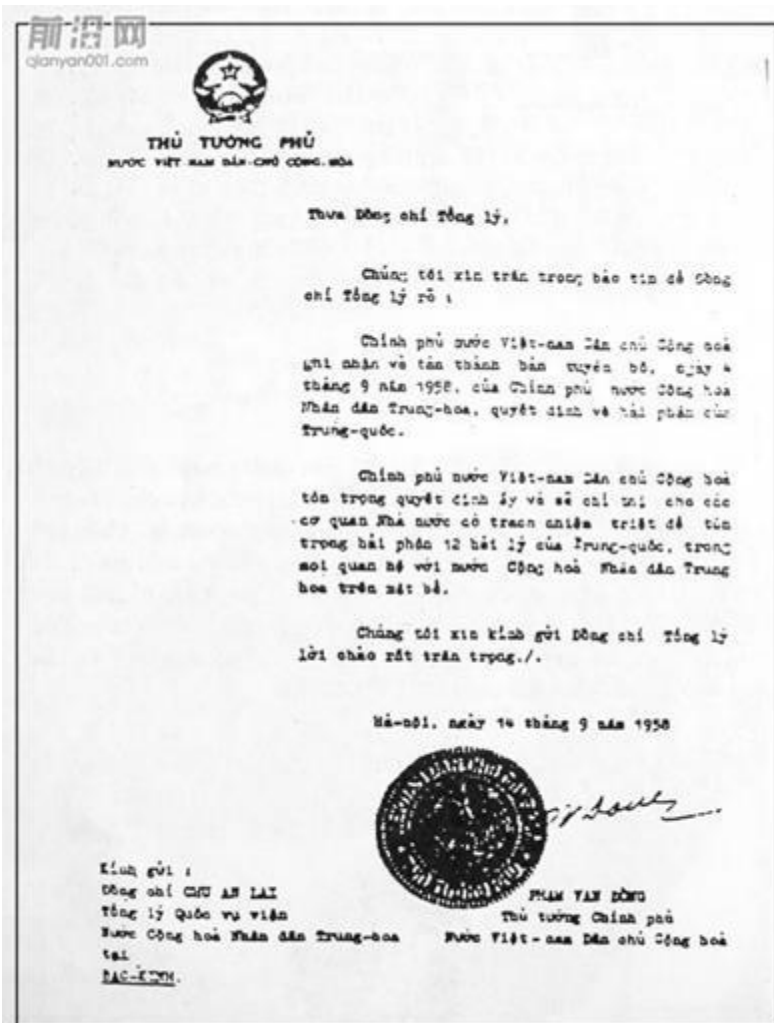 前沿网
qianyan001.com
THỦ TƯỚNG PHỦ
NƯỚC VIỆT NAM DÂN-CHỦ CỘNG-HÒA
Thưa Đồng chí Tổng lý,
Chúng tôi xin trân trọng báo tin để Đồng
chí Tổng lý rõ :
Chính phủ nước Việt-nam Dân chủ Cộng hoà
ghi nhận và tán thành bản tuyên bố, ngày 4
tháng 9 năm 1958, của Chính phủ nước Cộng hoà
Nhân dân Trung-hoa, quyết định về hải phận của
Trung-quốc.
Chính phủ nước Việt-nam Dân chủ Cộng hoà
tôn trọng quyết định ấy và sẽ chỉ thị cho các
cơ quan Nhà nước có trách nhiệm triệt để tôn
trọng hải phận 12 hải lý của Trung-quốc, trong
mọi quan hệ với nước Cộng hoà Nhân dân Trung
hoa trên mặt bể.
Chúng tôi xin kính gửi Đồng chí Tổng lý
lời chào rất trân trọng./.
Hà-nội, ngày 14 tháng 9 năm 1958
Kính gửi :
Đồng chí CHU AN LAI
Tổng lý Quốc vụ viện
Nước Cộng hoà Nhân dân Trung-hoa
tại
BẮC-KINH.
PHẠM VĂN ĐỒNG
Thủ tướng Chính phủ
Nước Việt-nam Dân chủ Cộng hoà